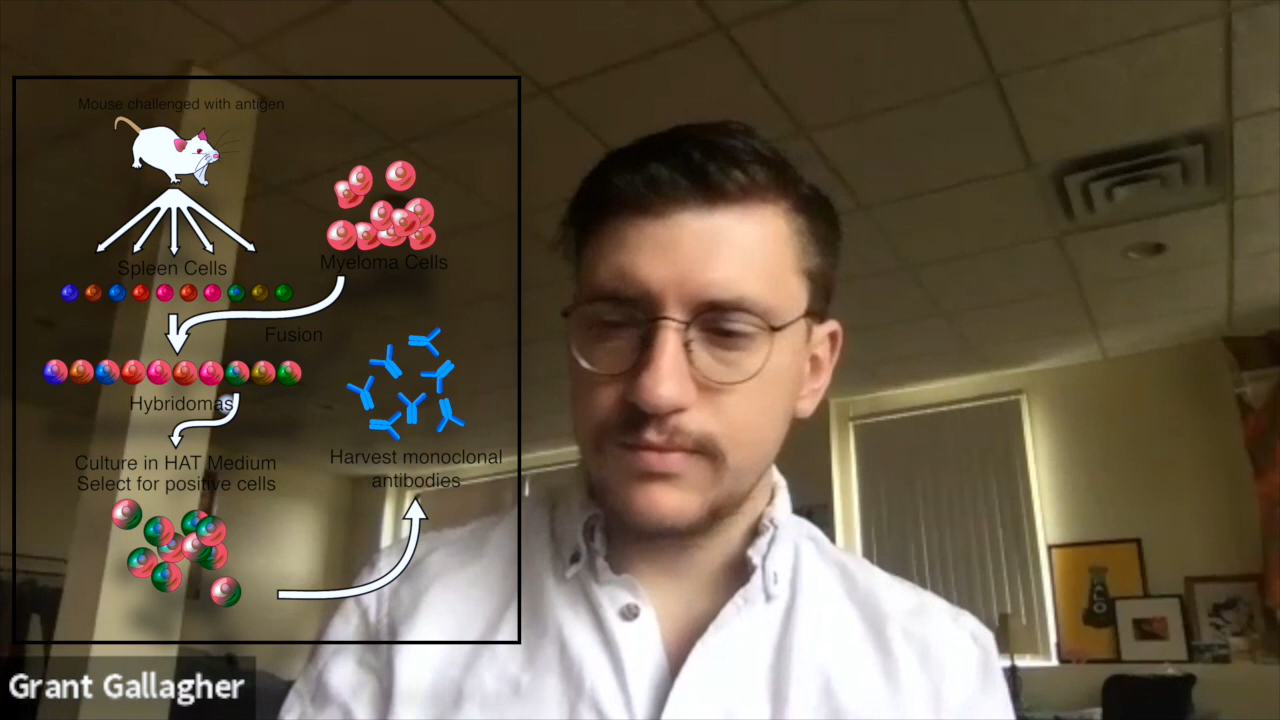 Mouse challenged with antigen
Spleen Cells
Myeloma Cells
Fusion
Hybridomas
Culture in HAT Medium
Select for positive cells
Harvest monoclonal
antibodies
Grant Gallagher